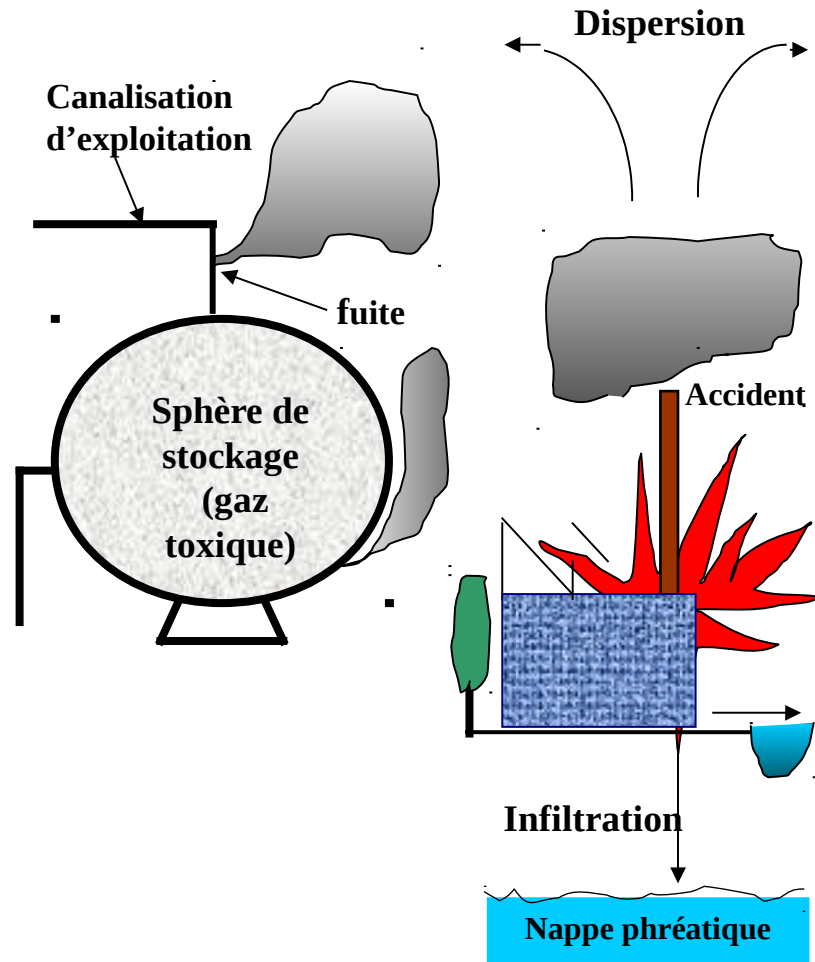 Dispersion
Canalisation
d’exploitation
fuite
Sphère de
stockage
(gaz
toxique)
Accident
Infiltration
Nappe phréatique